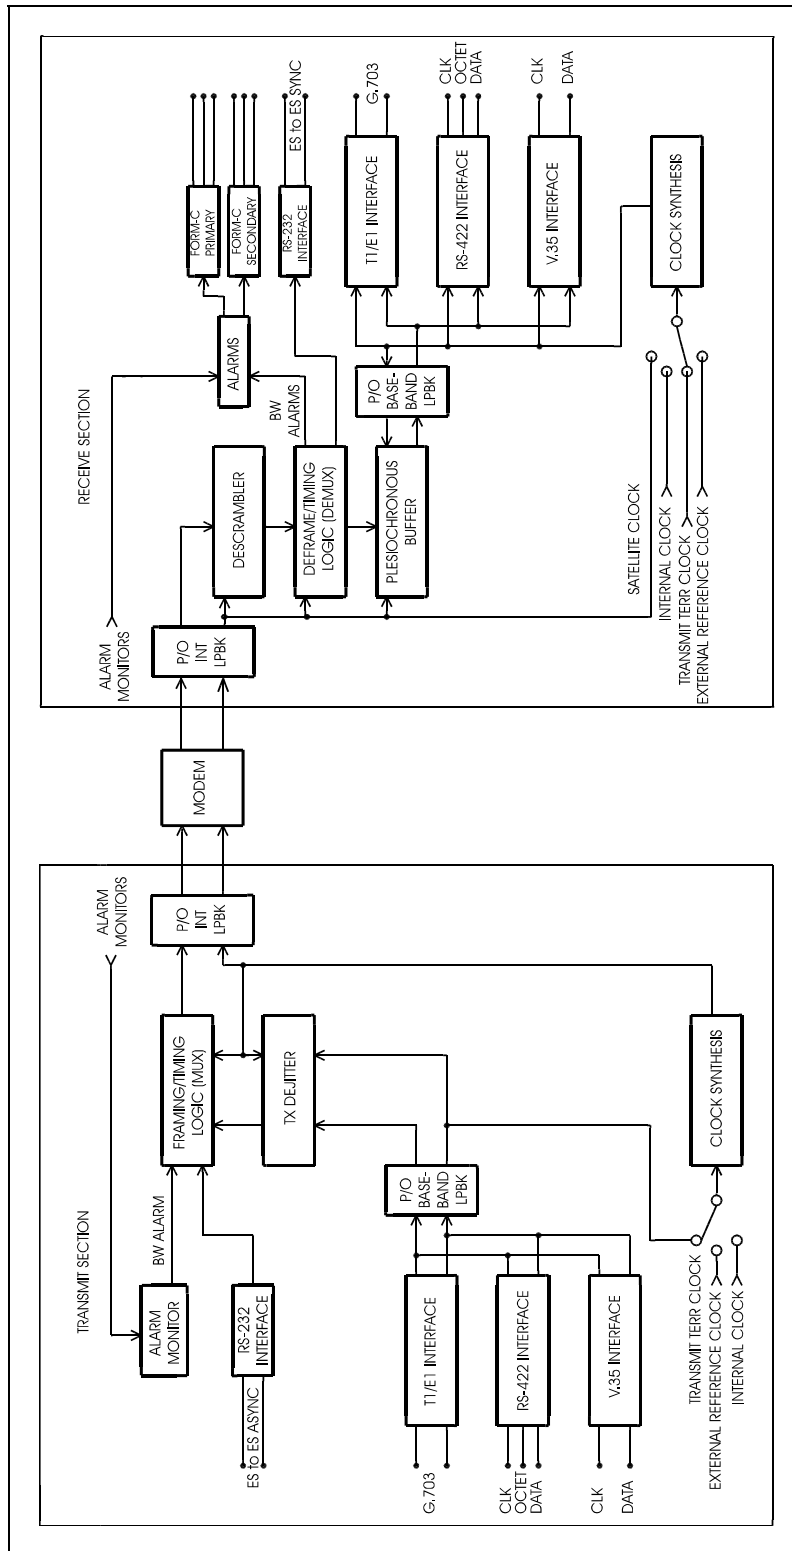 TRANSMIT SECTION
ALARM
MONITORS
ALARM
MONITOR
BW ALARM
FRAMING/TIMING
LOGIC (MUX)
P/O
INT
LPBK
ES to ES ASYNC
RS-232
INTERFACE
TX DEJITTER
G.703
T1/E1 INTERFACE
P/O
BASE-
BAND
LPBK
CLK
OCTET
DATA
RS-422 INTERFACE
CLK
DATA
V.35 INTERFACE
TRANSMIT TERR CLOCK
EXTERNAL REFERENCE CLOCK
INTERNAL CLOCK
CLOCK SYNTHESIS
MODEM
RECEIVE SECTION
ALARM
MONITORS
P/O
INT
LPBK
DESCRAMBLER
DEFRAME/TIMING
LOGIC (DEMUX)
PLESIOCHRONOUS
BUFFER
BW
ALARMS
ALARMS
FORM-C
PRIMARY
FORM-C
SECONDARY
RS-232
INTERFACE
ES to ES SYNC
P/O
BASE-
BAND
LPBK
T1/E1 INTERFACE
G.703
RS-422 INTERFACE
CLK
OCTET
DATA
V.35 INTERFACE
CLK
DATA
SATELLITE CLOCK
INTERNAL CLOCK
TRANSMIT TERR CLOCK
EXTERNAL REFERENCE CLOCK
CLOCK SYNTHESIS